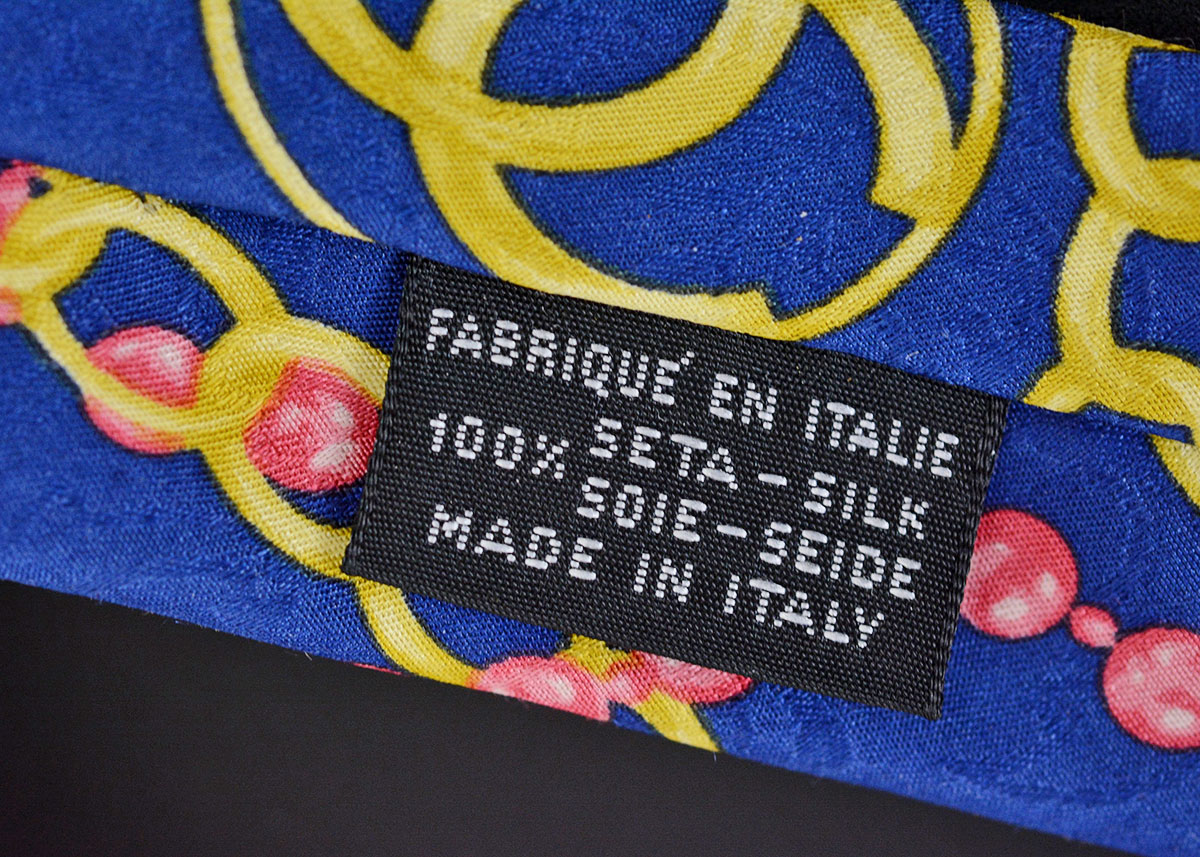 FABRIQUÉ EN ITALIE
100% SETA-SILK
SOIE-SEIDE
MADE IN ITALY